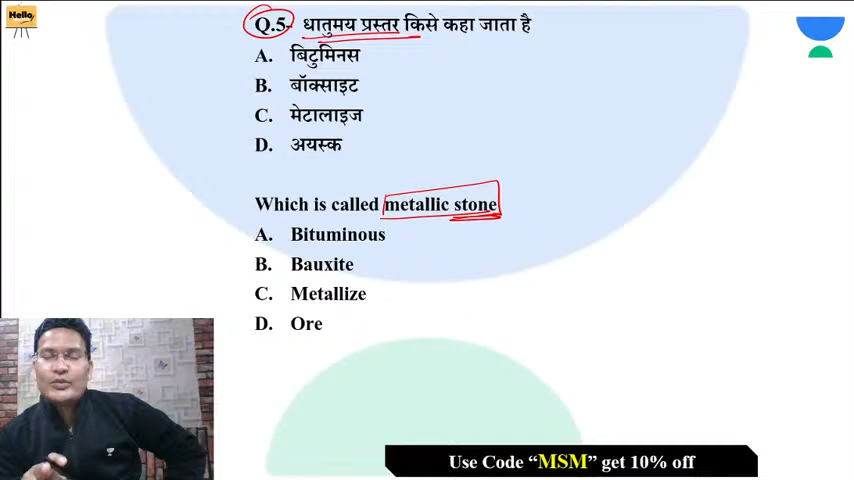 Hello
Q.5- धातुमय प्रस्तर किसे कहा जाता है
A. बिटुमिनस
B. बॉक्साइट
C. मेटालाइज
D. अयस्क
Which is called metallic stone
A. Bituminous
B. Bauxite
C. Metallize
D. Ore
Use Code “MSM” get 10% off